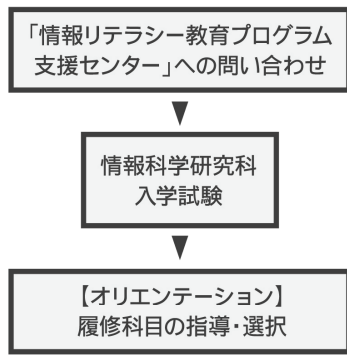 「情報リテラシー教育プログラム
支援センター」への問い合わせ
情報科学研究科
入学試験
【オリエンテーション】
履修科目の指導・選択